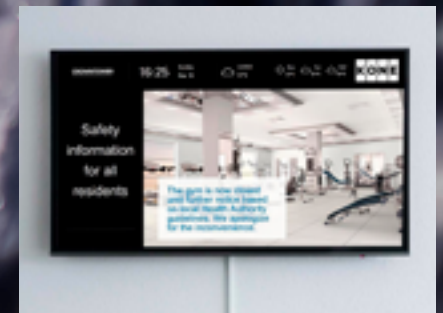 16:25
KONE
Safety
information
for all
residents
The gym is now closed
until further notice based
on local Health Authority
guidelines. We apologize
for the inconvenience.